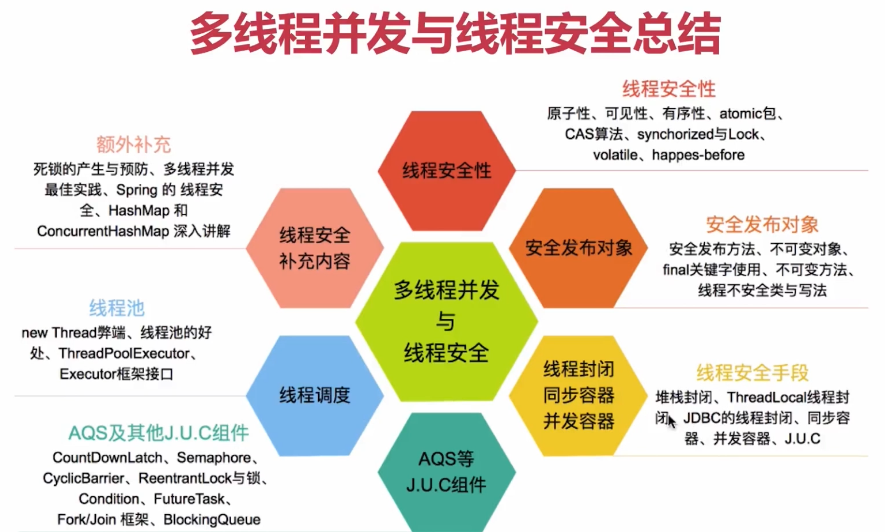 多线程并发与线程安全总结
线程安全性
原子性、可见性、有序性、atomic包、
CAS算法、synchorized与Lock、
volatile、happes-before
额外补充
死锁的产生与预防、多线程并发
最佳实践、Spring 的 线程安
全、HashMap 和
ConcurrentHashMap 深入讲解
线程安全性
线程安全
补充内容
安全发布对象
安全发布对象
安全发布方法、不可变对象、
final关键字使用、不可变方法、
线程不安全类与写法
多线程并发
与
线程安全
线程池
new Thread弊端、线程池的好
处、ThreadPoolExecutor、
Executor框架接口
线程调度
线程封闭
同步容器
并发容器
线程安全手段
堆栈封闭、ThreadLocal线程封
闭、JDBC的线程封闭、同步容
器、并发容器、J.U.C
AQS及其他J.U.C组件
CountDownLatch、Semaphore、
CyclicBarrier、ReentrantLock与锁、
Condition、FutureTask、
Fork/Join 框架、BlockingQueue
AQS等
J.U.C组件